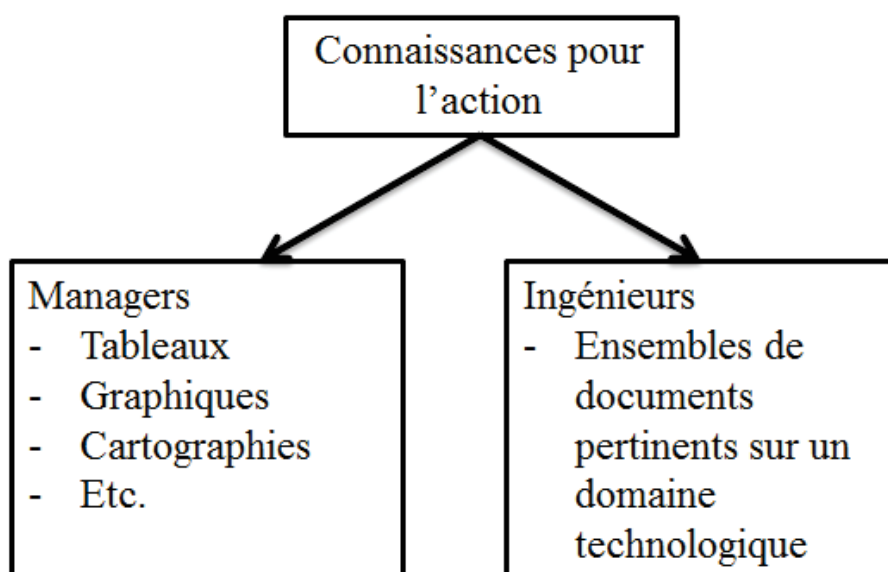 Connaissances pour
l’action
Managers
- Tableaux
- Graphiques
- Cartographies
- Etc.
Ingénieurs
- Ensembles de
documents
pertinents sur un
domaine
technologique